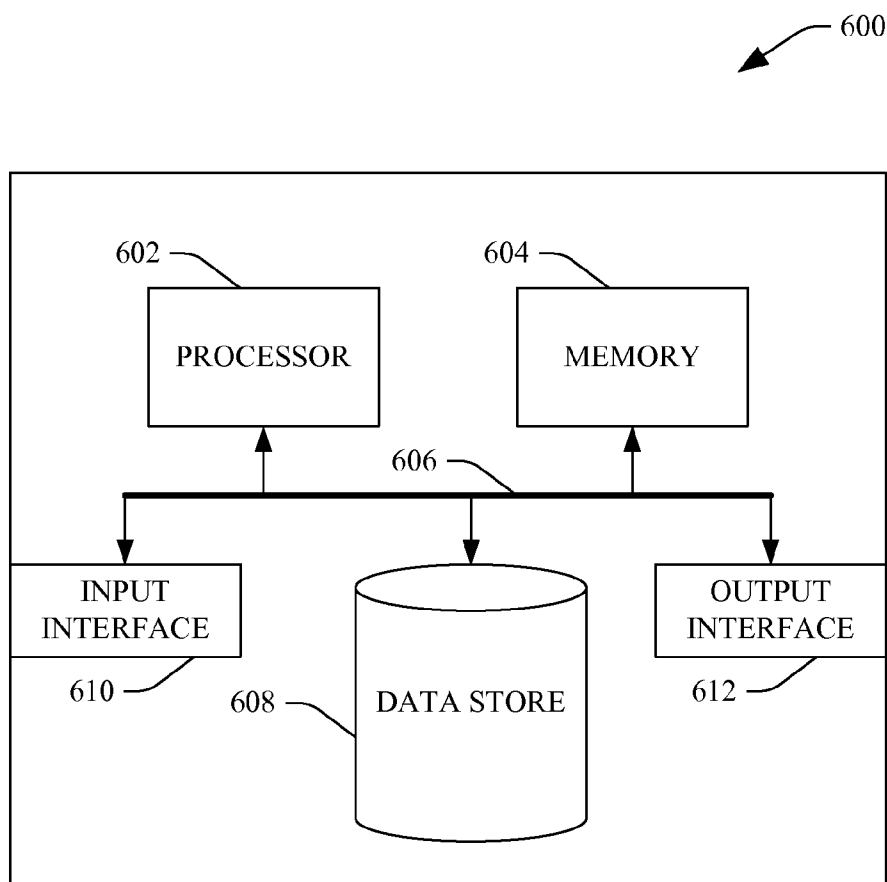 600
602
604
PROCESSOR
MEMORY
606
INPUT
INTERFACE
OUTPUT
INTERFACE
610
608
DATA STORE
612